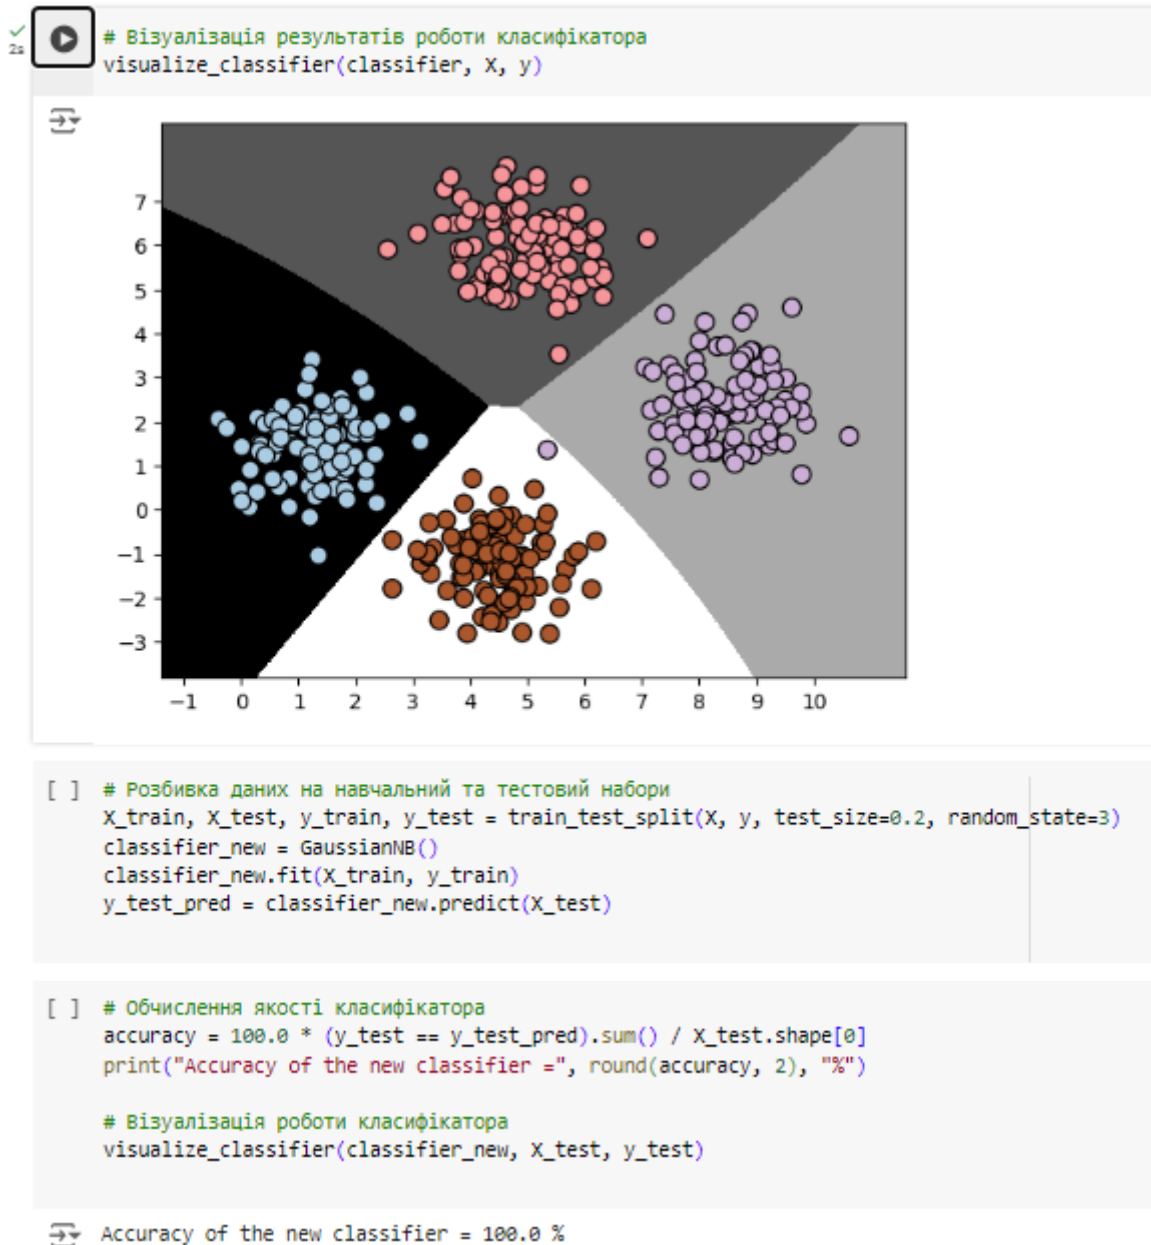 2s
# Візуалізація результатів роботи класифікатора
visualize_classifier(classifier, X, y)
7
6
5
4
3
2
1
0
−1
−2
−3
−1 0 1 2 3 4 5 6 7 8 9 10
[ ] # Розбивка даних на навчальний та тестовий набори
X_train, X_test, y_train, y_test = train_test_split(X, y, test_size=0.2, random_state=3)
classifier_new = GaussianNB()
classifier_new.fit(X_train, y_train)
y_test_pred = classifier_new.predict(X_test)
[ ] # Обчислення якості класифікатора
accuracy = 100.0 * (y_test == y_test_pred).sum() / X_test.shape[0]
print("Accuracy of the new classifier =", round(accuracy, 2), "%")
# Візуалізація роботи класифікатора
visualize_classifier(classifier_new, X_test, y_test)
Accuracy of the new classifier = 100.0 %